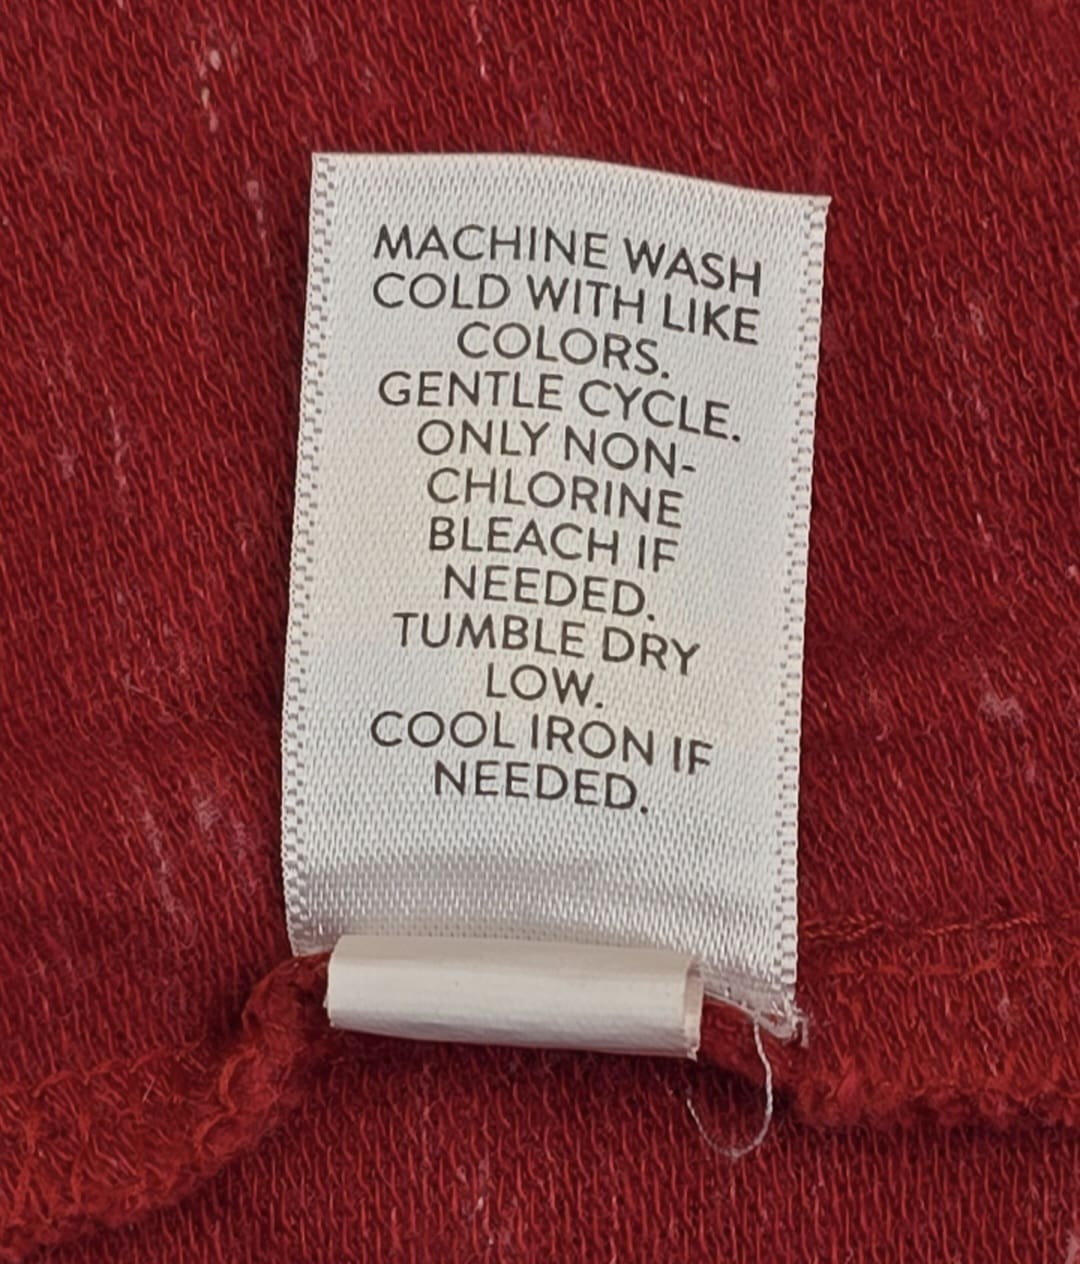 MACHINE WASH
COLD WITH LIKE
COLORS.
GENTLE CYCLE.
ONLY NON-
CHLORINE
BLEACH IF
NEEDED.
TUMBLE DRY
LOW.
COOL IRON IF
NEEDED.